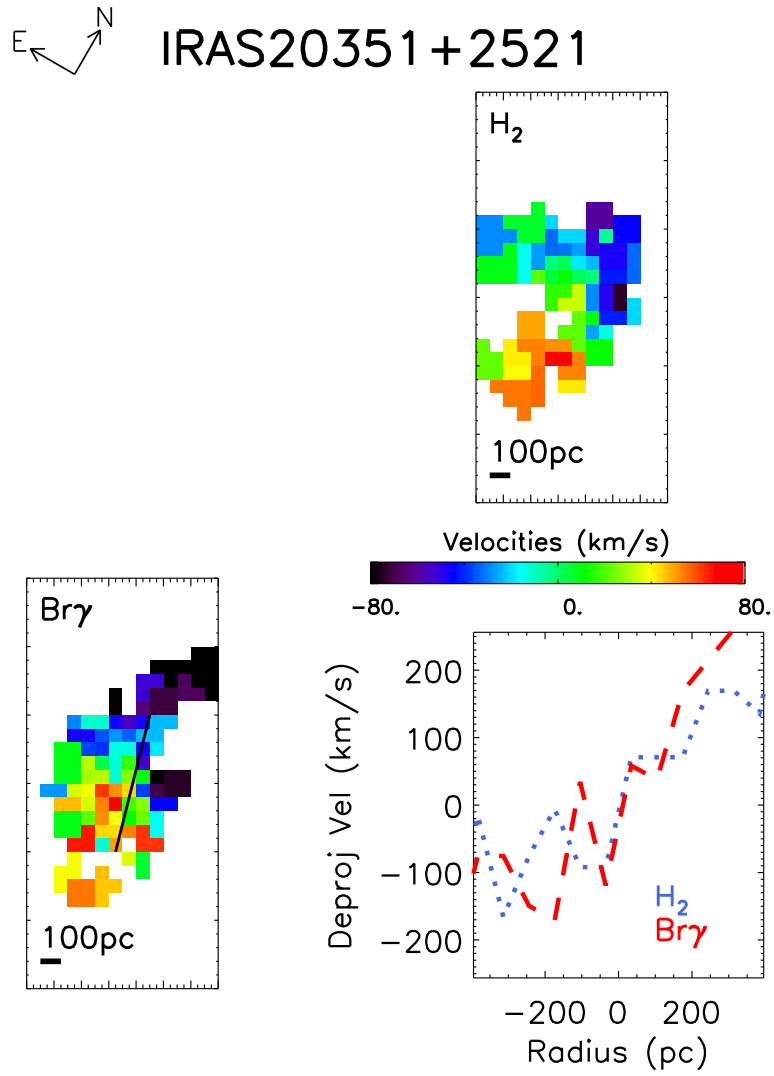 N
E
IRAS20351+2521
H₂
100pc
Velocities (km/s)
−80. 0. 80.
Brγ
100pc
200
100
0
−100
−200
Deproj Vel (km/s)
H₂
Brγ
−200 0 200
Radius (pc)